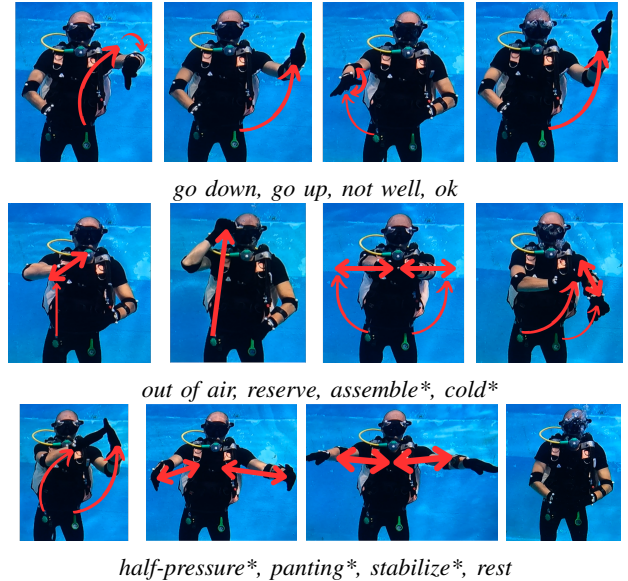 go down, go up, not well, ok
out of air, reserve, assemble*, cold*
half-pressure*, panting*, stabilize*, rest